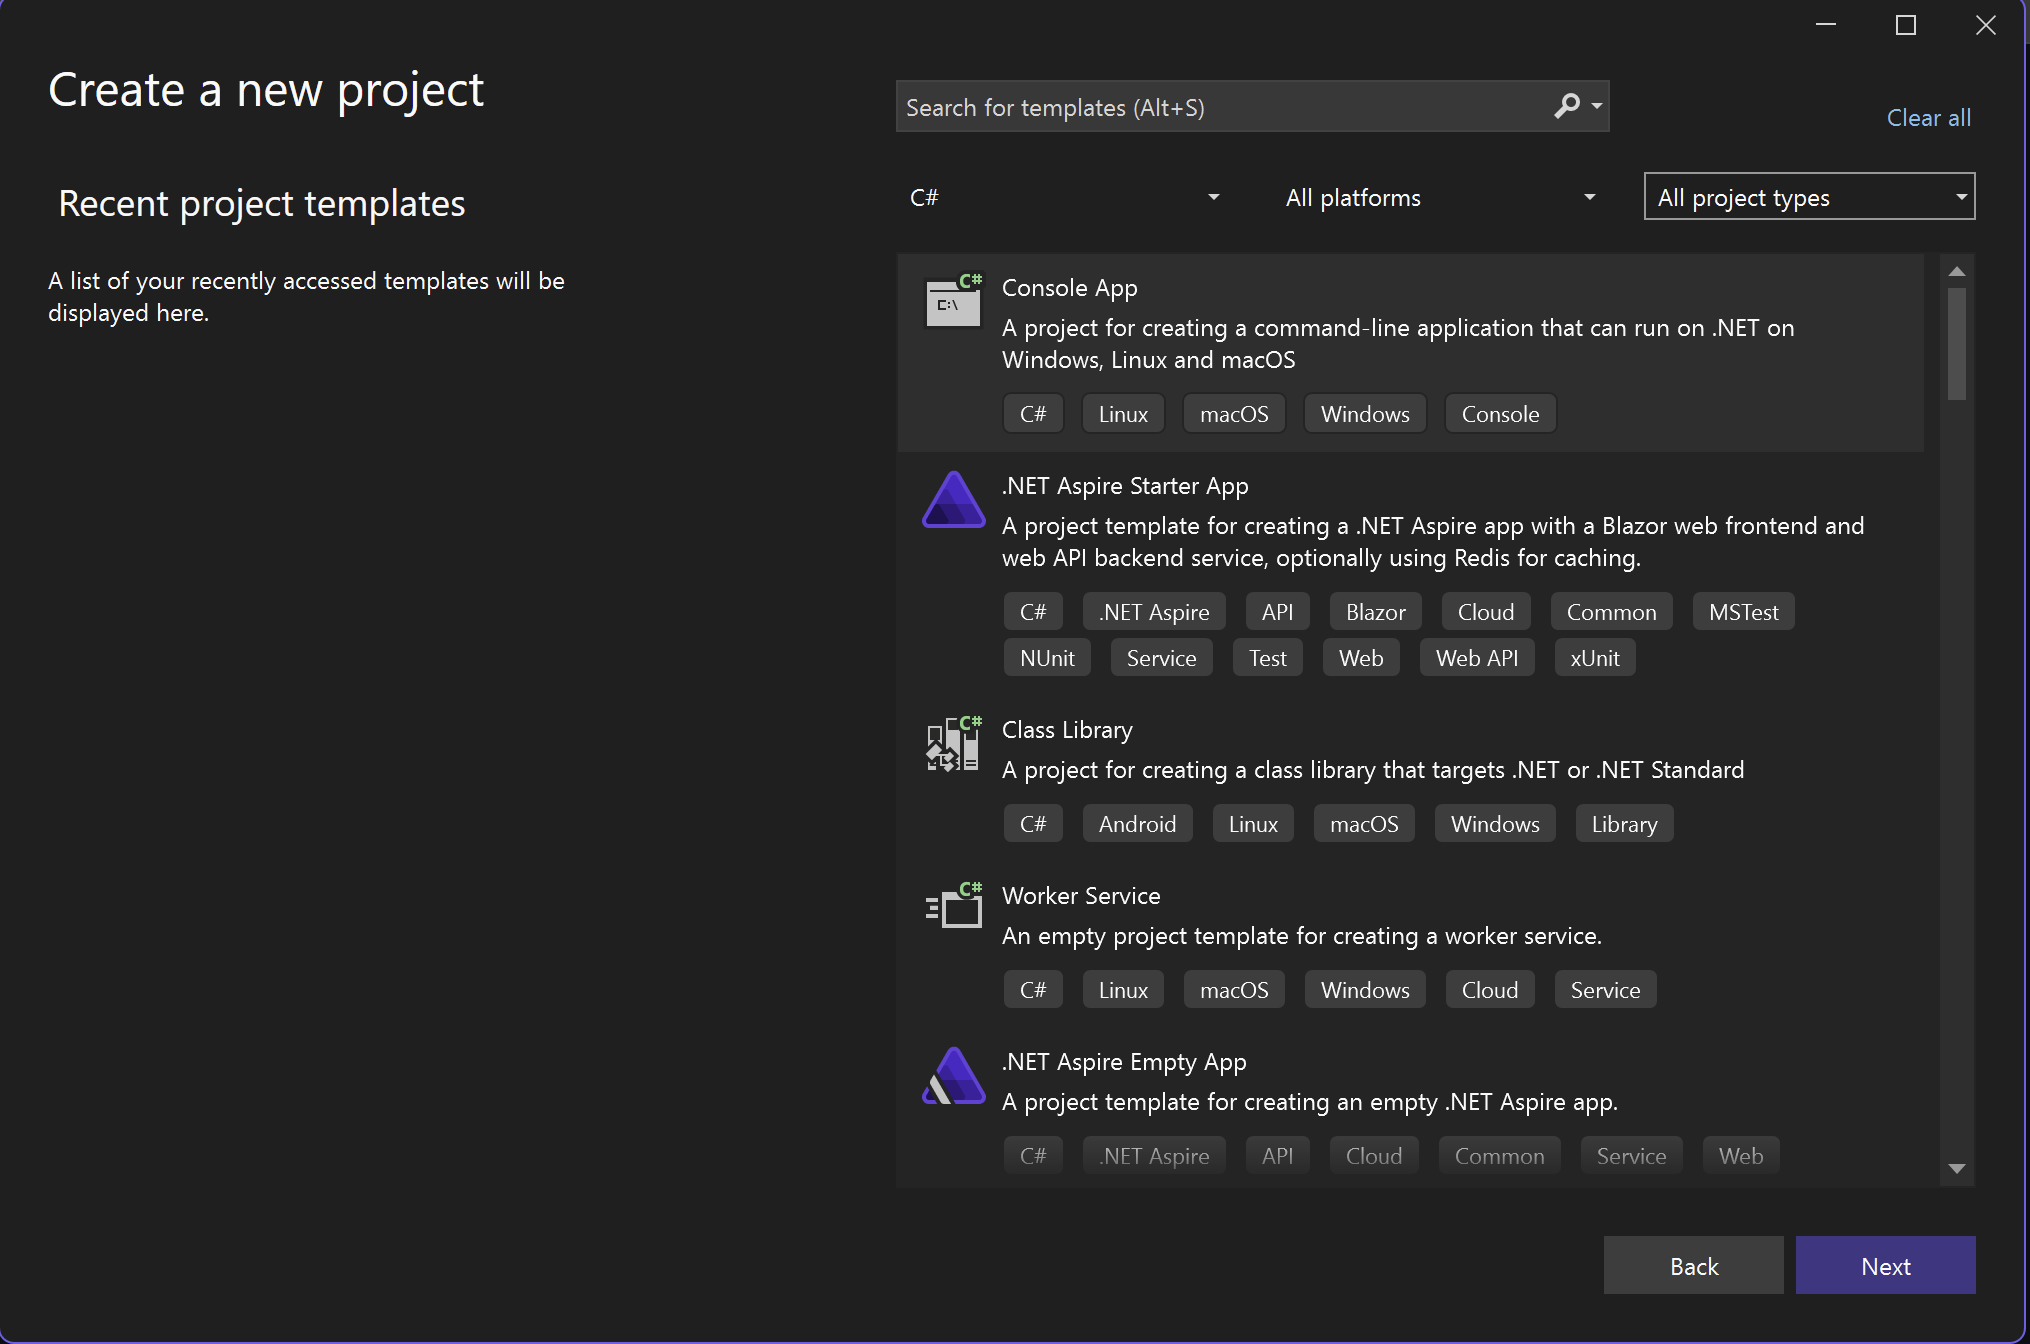 Create a new project
Search for templates (Alt+S)
Clear all
Recent project templates
A list of your recently accessed templates will be
displayed here.
C#
All platforms
All project types
C#
C:\
Console App
A project for creating a command-line application that can run on .NET on
Windows, Linux and macOS
C# Linux macOS Windows Console
.NET Aspire Starter App
A project template for creating a .NET Aspire app with a Blazor web frontend and
web API backend service, optionally using Redis for caching.
C# .NET Aspire API Blazor Cloud Common MSTest
NUnit Service Test Web Web API xUnit
C#
Class Library
A project for creating a class library that targets .NET or .NET Standard
C# Android Linux macOS Windows Library
C#
Worker Service
An empty project template for creating a worker service.
C# Linux macOS Windows Cloud Service
.NET Aspire Empty App
A project template for creating an empty .NET Aspire app.
C# .NET Aspire API Cloud Common Service Web
Back
Next